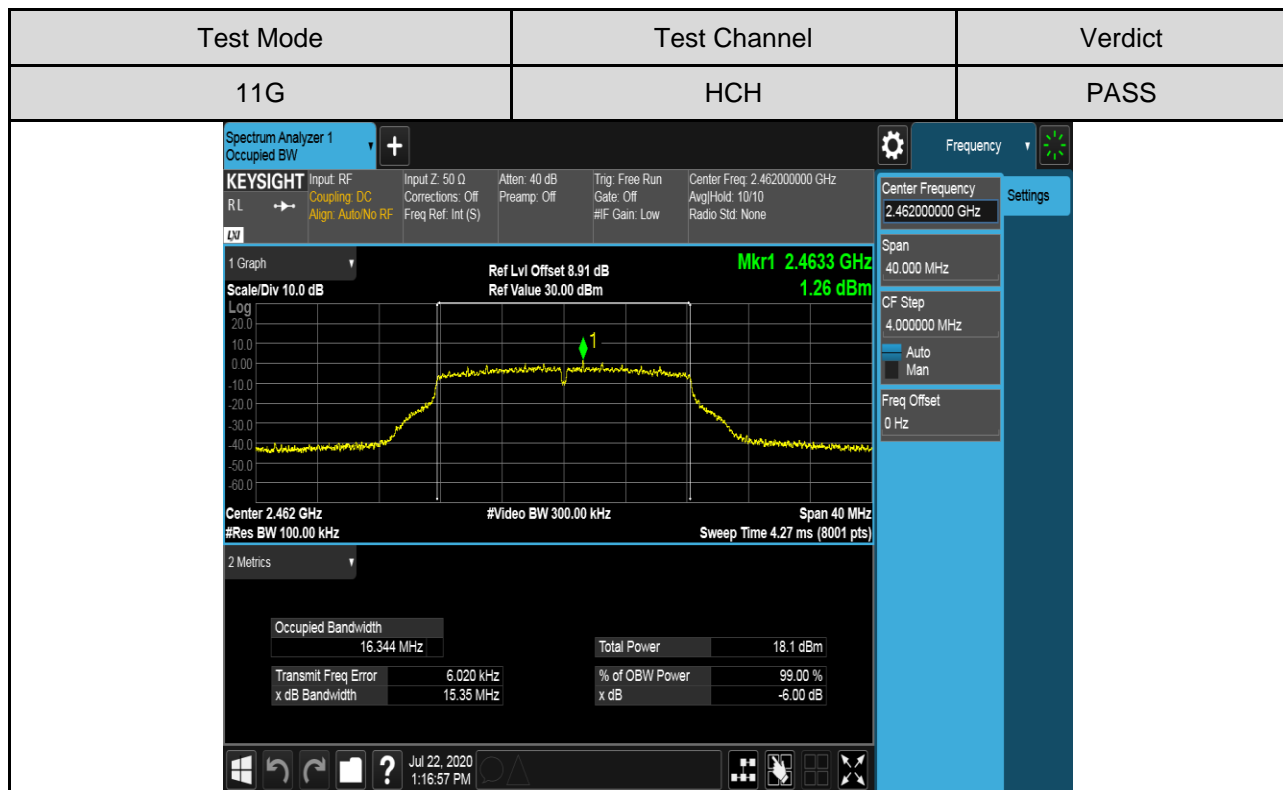 Test Mode Test Channel Verdict
11G HCH PASS
Spectrum Analyzer 1
Occupied BW
+
Frequency
KEYSIGHT
RL
LXI
Input: RF
Coupling: DC
Align: Auto/No RF
Input Z: 50 Ω
Corrections: Off
Freq Ref: Int (S)
Atten: 40 dB
Preamp: Off
Trig: Free Run
Gate: Off
#IF Gain: Low
Center Freq: 2.462000000 GHz
Avg|Hold: 10/10
Radio Std: None
Center Frequency
2.462000000 GHz
Settings
Span
40.000 MHz
CF Step
4.000000 MHz
Auto
Man
Freq Offset
0 Hz
1 Graph
Scale/Div 10.0 dB
Ref Lvl Offset 8.91 dB
Ref Value 30.00 dBm
Mkr1 2.4633 GHz
1.26 dBm
Log
20.0
10.0
0.00
-10.0
-20.0
-30.0
-40.0
-50.0
-60.0
1
Center 2.462 GHz
#Res BW 100.00 kHz
#Video BW 300.00 kHz
Span 40 MHz
Sweep Time 4.27 ms (8001 pts)
2 Metrics
Occupied Bandwidth
16.344 MHz
Total Power 18.1 dBm
Transmit Freq Error 6.020 kHz
% of OBW Power 99.00 %
x dB Bandwidth 15.35 MHz
x dB -6.00 dB
?
Jul 22, 2020
1:16:57 PM